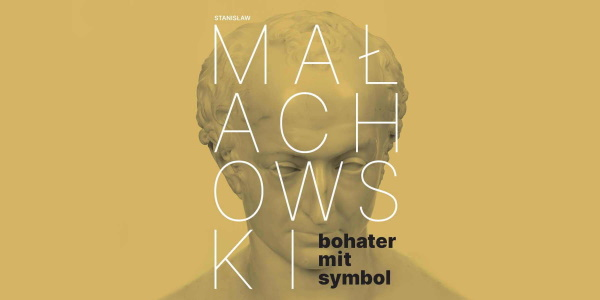 STANISŁAW
MAŁ
ACH
OWS
KI
bohater
mit
symbol